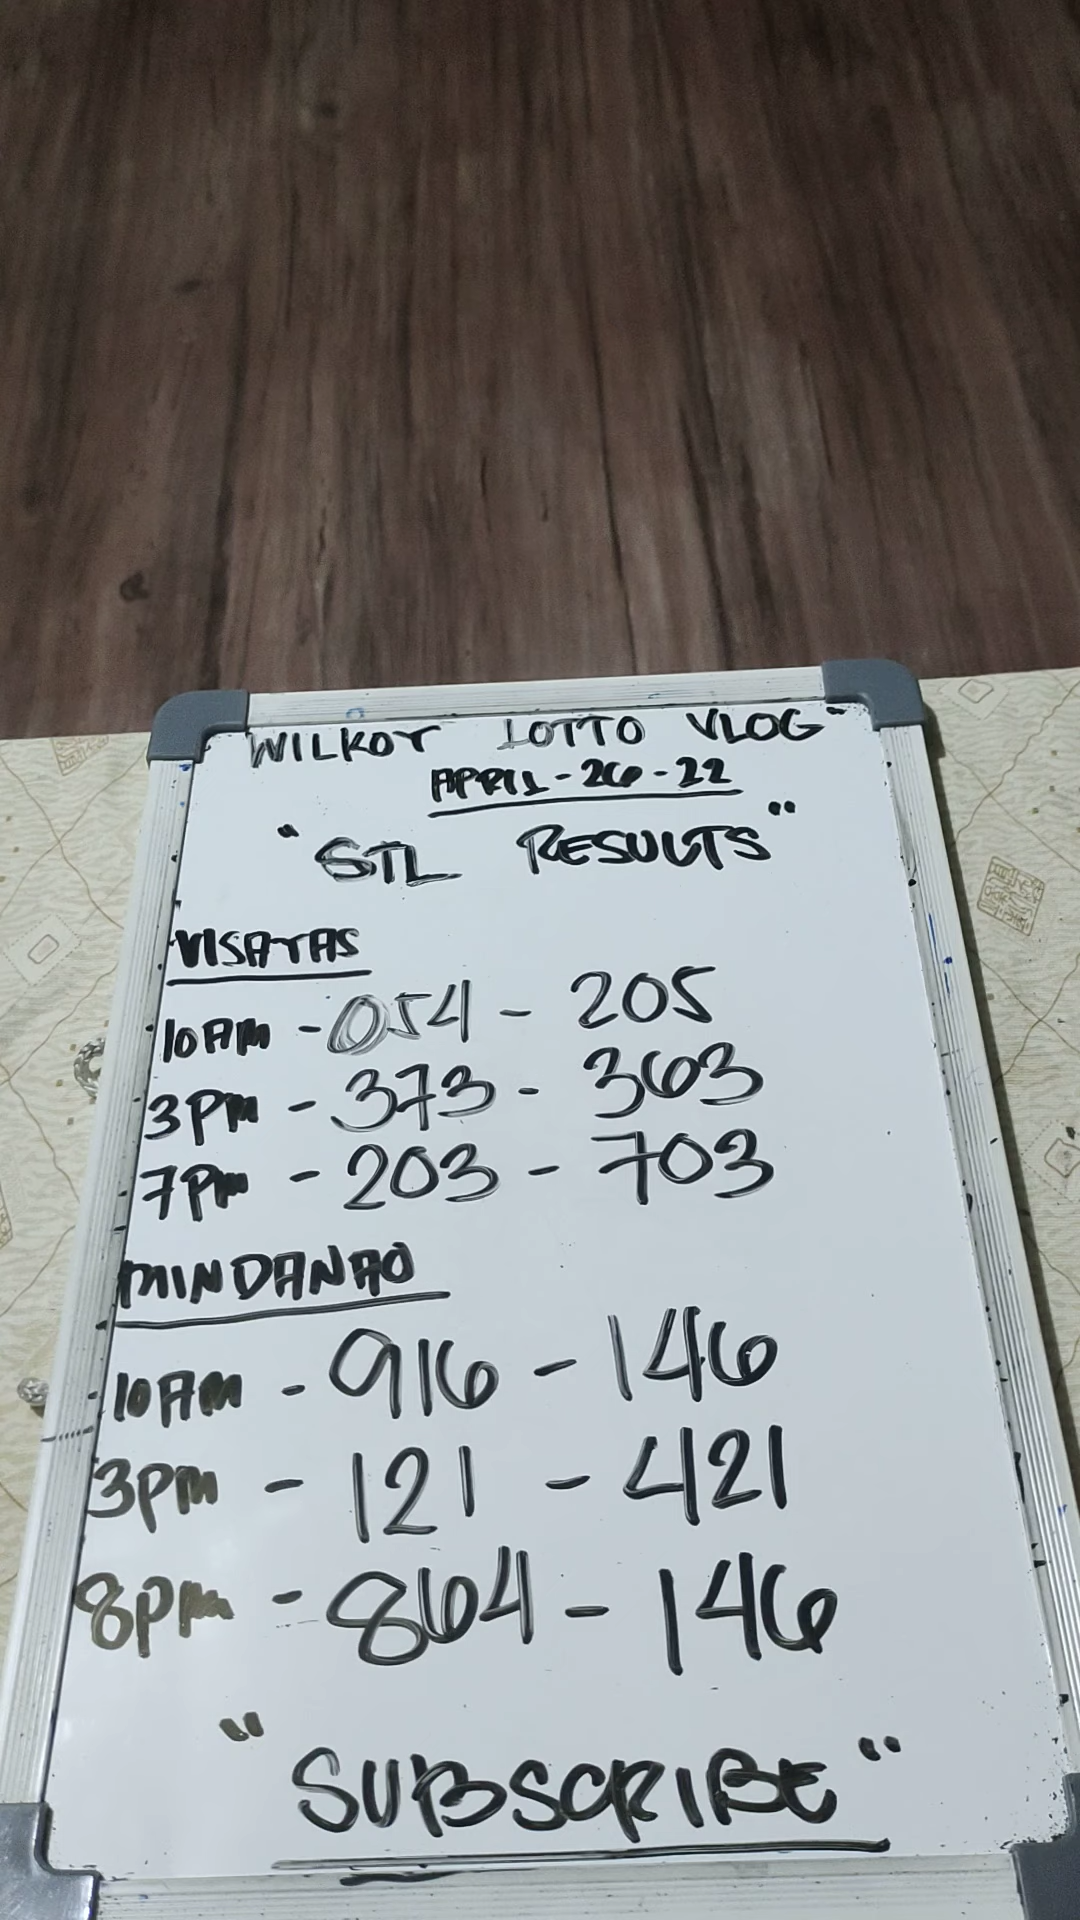 WILKOY LOTTO VLOG"
APRIL-26-22
"STL RESULTS"
VISAYAS
10AM - 054 - 205
3PM - 373 - 363
7PM - 203 - 703
MINDANAO
10AM - 916 - 146
3PM - 121 - 421
8PM - 864 - 146
"SUBSCRIBE"